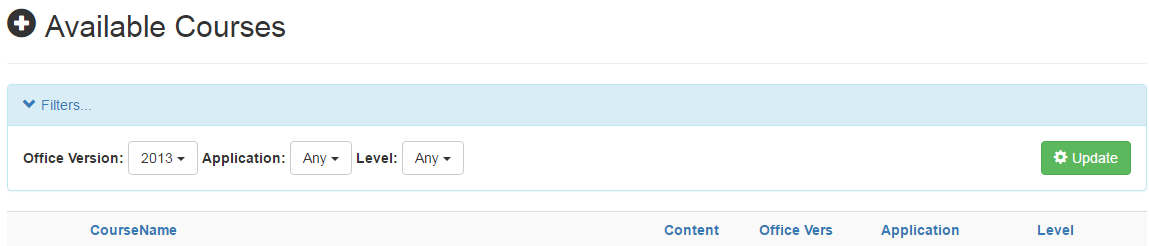 Available Courses
Filters...
Office Version: 2013 Application: Any Level: Any Update
CourseName Content Office Vers Application Level